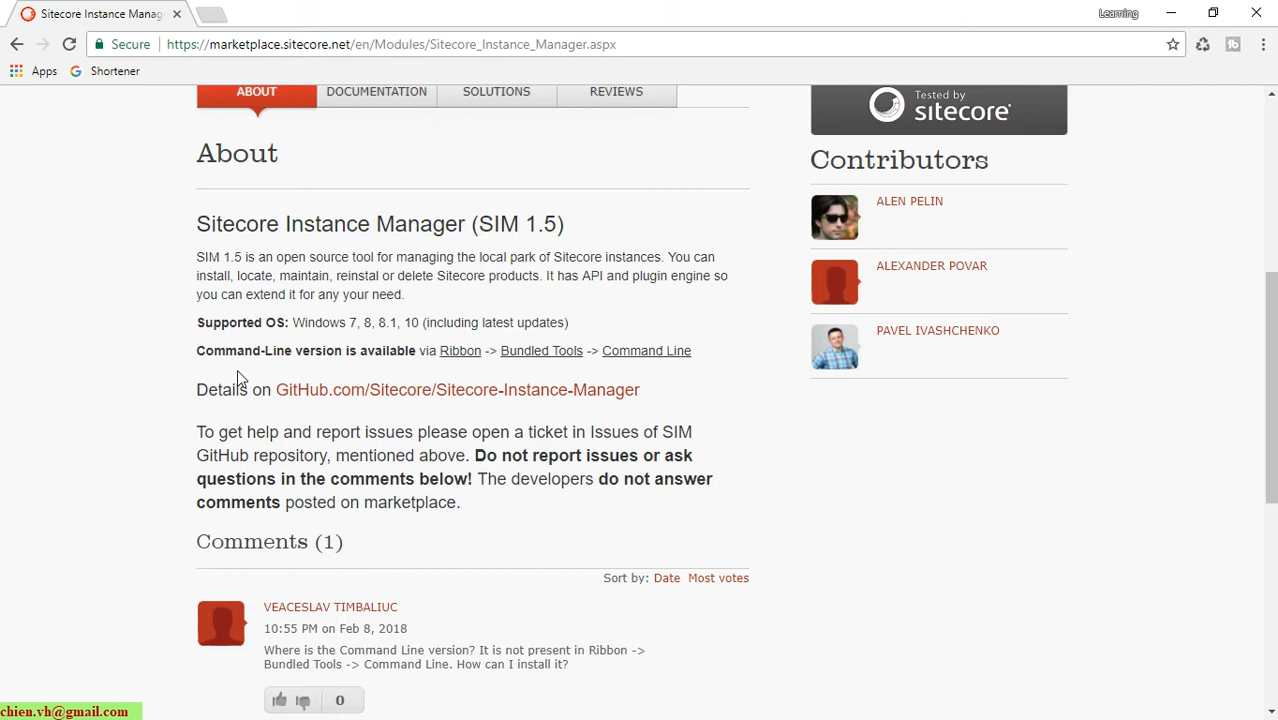 Sitecore Instance Manag
Learning
Secure
https://marketplace.sitecore.net/en/Modules/Sitecore_Instance_Manager.aspx
Apps
Shortener
ABOUT
DOCUMENTATION
SOLUTIONS
REVIEWS
Tested by
sitecore
About
Contributors
ALEN PELIN
ALEXANDER POVAR
PAVEL IVASHCHENKO
Sitecore Instance Manager (SIM 1.5)
SIM 1.5 is an open source tool for managing the local park of Sitecore instances. You can
install, locate, maintain, reinstal or delete Sitecore products. It has API and plugin engine so
you can extend it for any your need.
Supported OS: Windows 7, 8, 8.1, 10 (including latest updates)
Command-Line version is available via Ribbon -> Bundled Tools -> Command Line
Details on GitHub.com/Sitecore/Sitecore-Instance-Manager
To get help and report issues please open a ticket in Issues of SIM
GitHub repository, mentioned above. Do not report issues or ask
questions in the comments below! The developers do not answer
comments posted on marketplace.
Comments (1)
Sort by: Date Most votes
VEACESLAV TIMBALIUC
10:55 PM on Feb 8, 2018
Where is the Command Line version? It is not present in Ribbon ->
Bundled Tools -> Command Line. How can I install it?
0
chien.vh@gmail.com